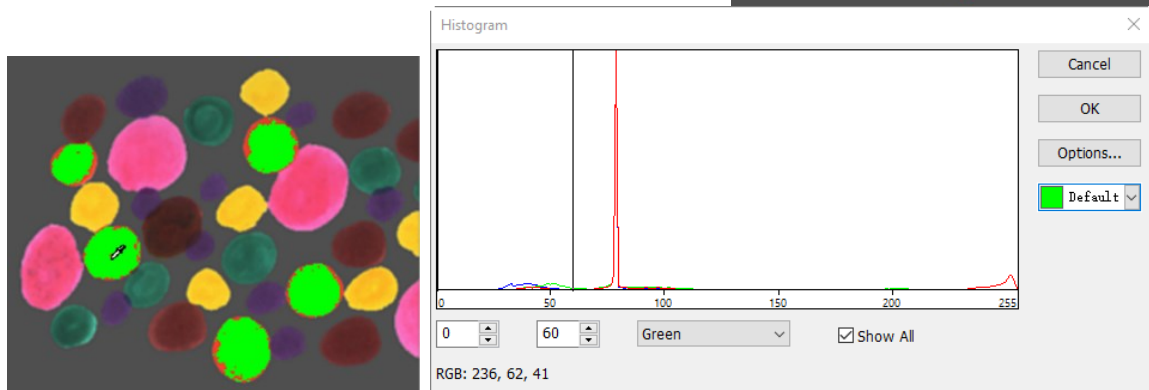 Histogram
Cancel
OK
Options...
Default
0 50 100 150 200 255
0 60 Green Show All
RGB: 236, 62, 41